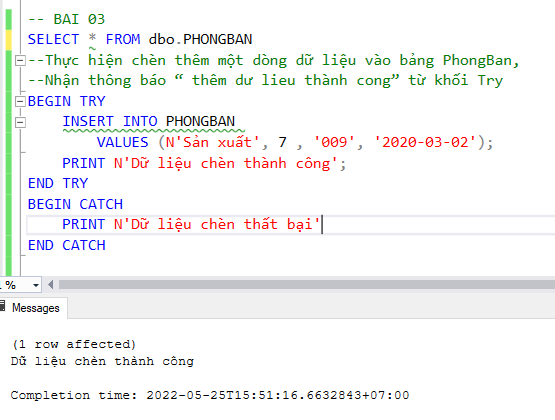 -- BAI 03
SELECT * FROM dbo.PHONGBAN
--Thực hiện chèn thêm một dòng dữ liệu vào bảng PhongBan,
--Nhận thông báo “ thêm dư lieu thành cong” từ khối Try
BEGIN TRY
INSERT INTO PHONGBAN
VALUES (N'Sản xuất', 7 , '009', '2020-03-02');
PRINT N'Dữ liệu chèn thành công';
END TRY
BEGIN CATCH
PRINT N'Dữ liệu chèn thất bại'
END CATCH
%
Messages
(1 row affected)
Dữ liệu chèn thành công
Completion time: 2022-05-25T15:51:16.6632843+07:00